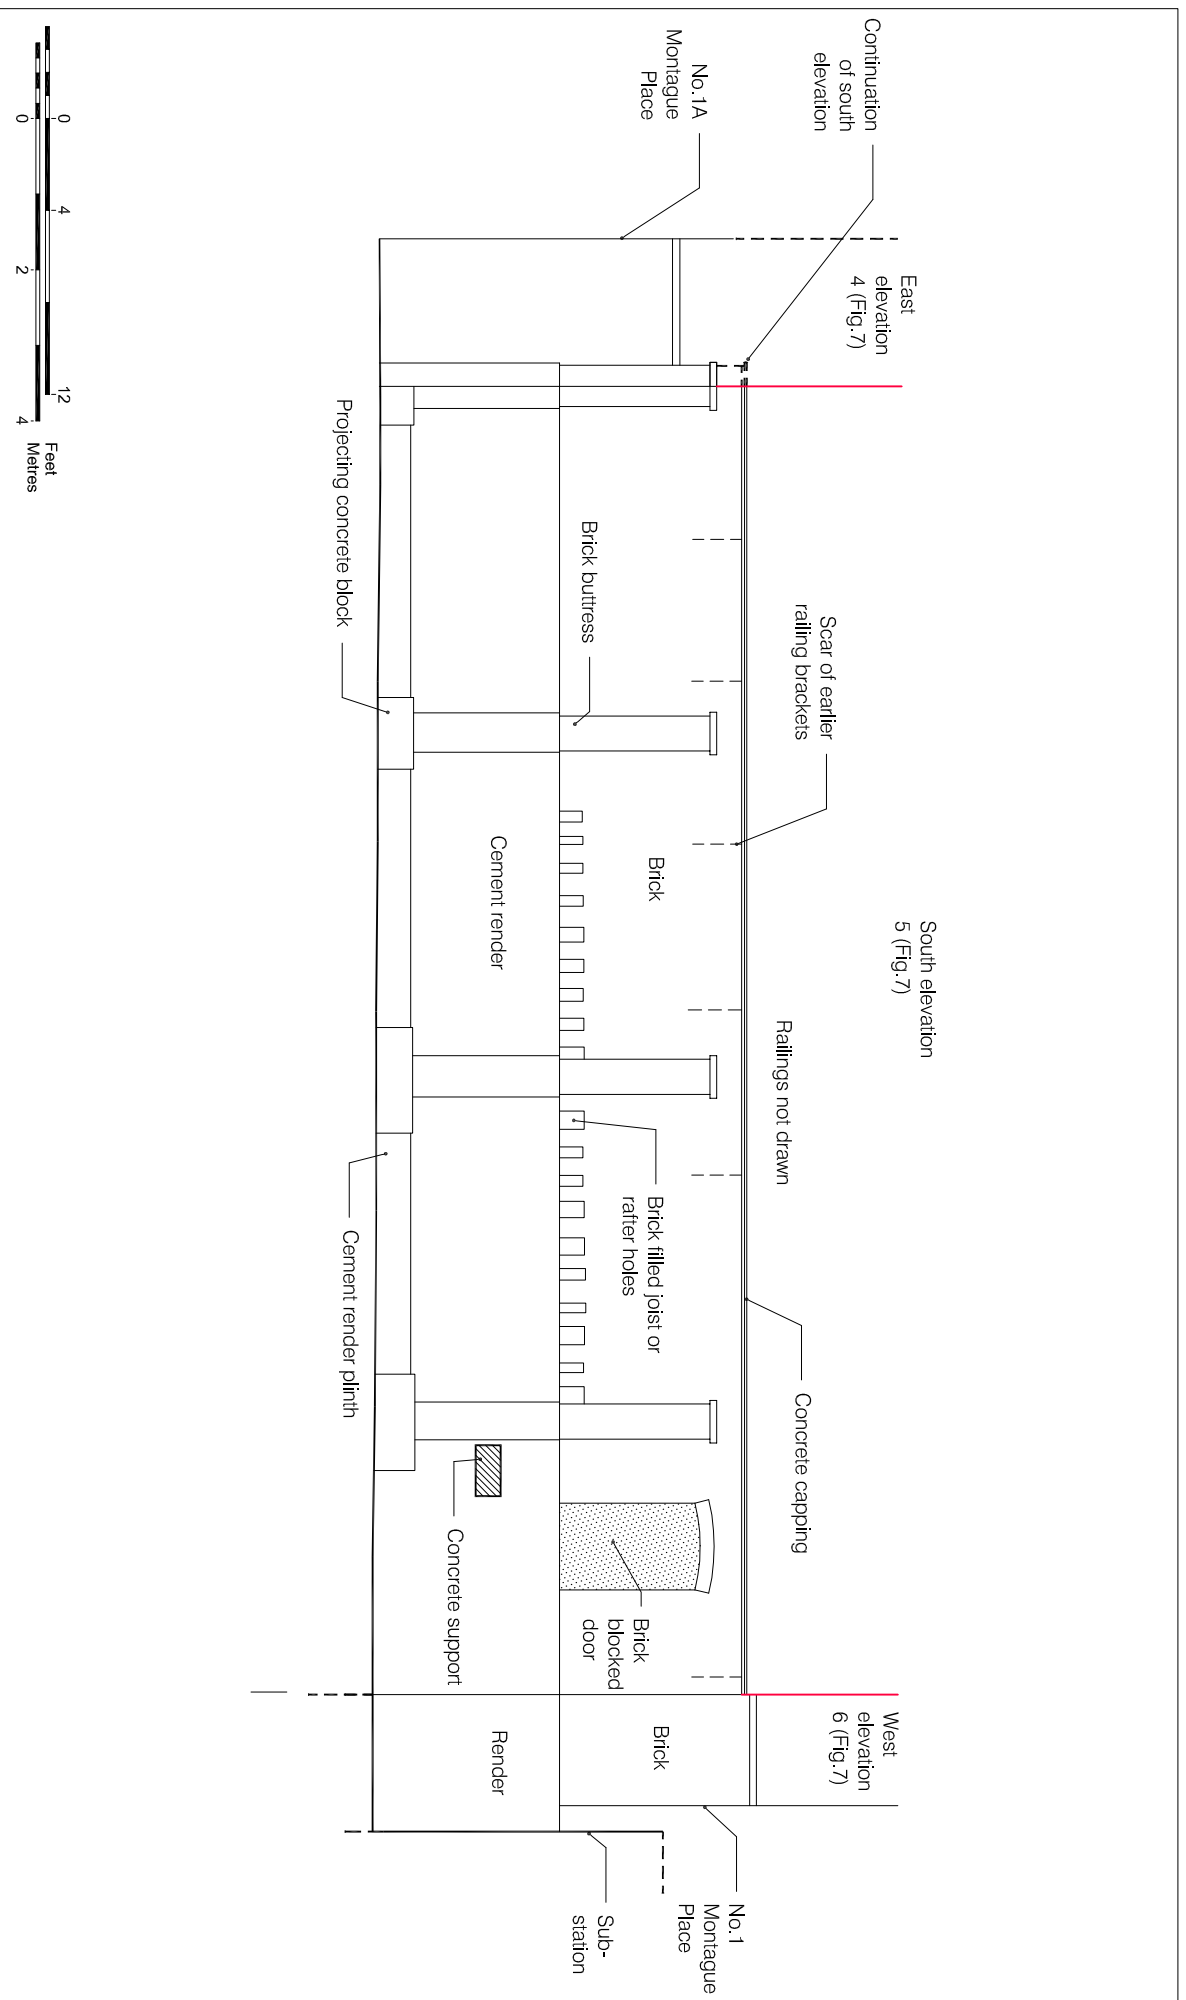 Continuation
of south
elevation
No.1A
Montague
Place
East
elevation
4 (Fig.7)
South elevation
5 (Fig.7)
West
elevation
6 (Fig.7)
Scar of earlier
railing brackets
Railings not drawn
Concrete capping
No.1
Montague
Place
Brick buttress
Brick
Brick filled joist or
rafter holes
Brick
blocked
door
Brick
Sub-
station
Cement render
Render
Projecting concrete block
Cement render plinth
Concrete support
0 4 12 Feet
0 2 4 Metres